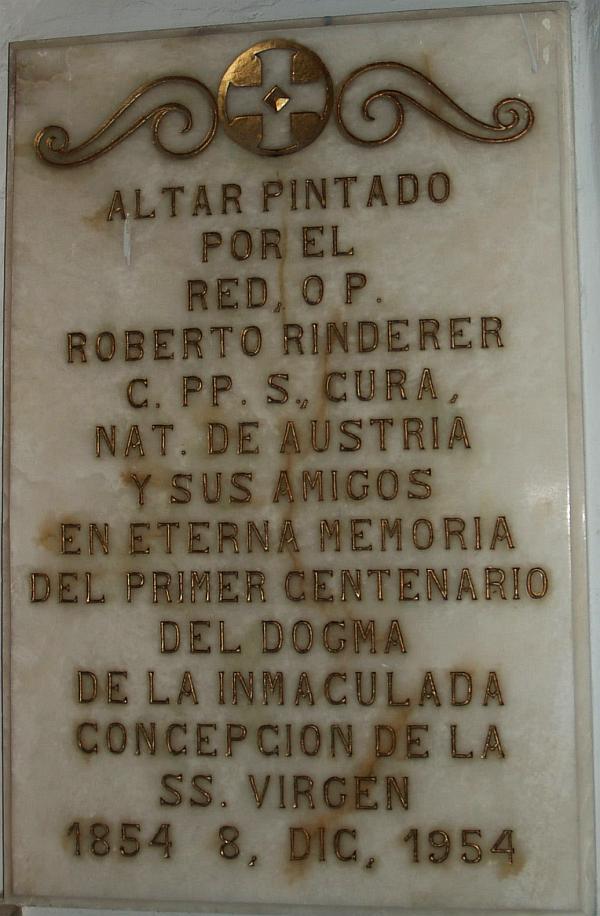 ALTAR PINTADO
POR EL
RED, O P.
ROBERTO RINDERER
C. PP. S., CURA,
NAT. DE AUSTRIA
Y SUS AMIGOS
EN ETERNA MEMORIA
DEL PRIMER CENTENARIO
DEL DOGMA
DE LA INMACULADA
CONCEPCION DE LA
SS. VIRGEN
1854 8, DIC, 1954